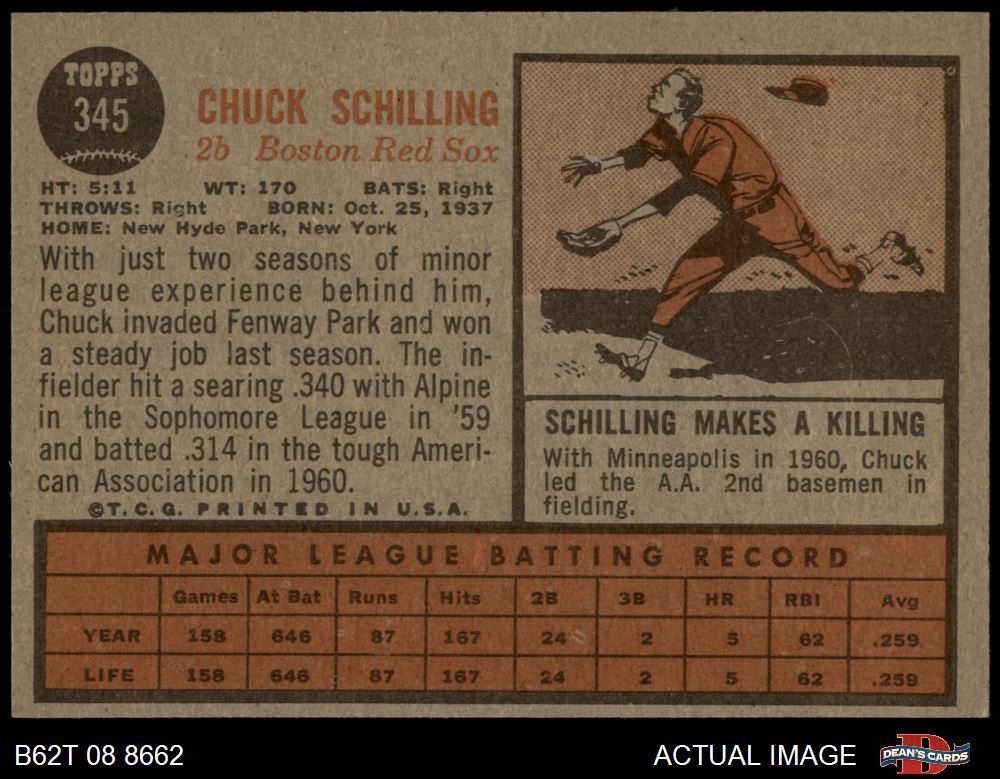 TOPPS
345
CHUCK SCHILLING
2b Boston Red Sox
HT: 5:11 WT: 170 BATS: Right
THROWS: Right BORN: Oct. 25, 1937
HOME: New Hyde Park, New York
With just two seasons of minor
league experience behind him,
Chuck invaded Fenway Park and won
a steady job last season. The in-
fielder hit a searing .340 with Alpine
in the Sophomore League in '59
and batted .314 in the tough Ameri-
can Association in 1960.
©T.C.G. PRINTED IN U.S.A.
SCHILLING MAKES A KILLING
With Minneapolis in 1960, Chuck
led the A.A. 2nd basemen in
fielding.
MAJOR LEAGUE BATTING RECORD
Games At Bat Runs Hits 2B 3B HR RBI Avg
YEAR 158 646 87 167 24 2 5 62 .259
LIFE 158 646 87 167 24 2 5 62 .259
B62T 08 8662
ACTUAL IMAGE
DEAN'S CARDS